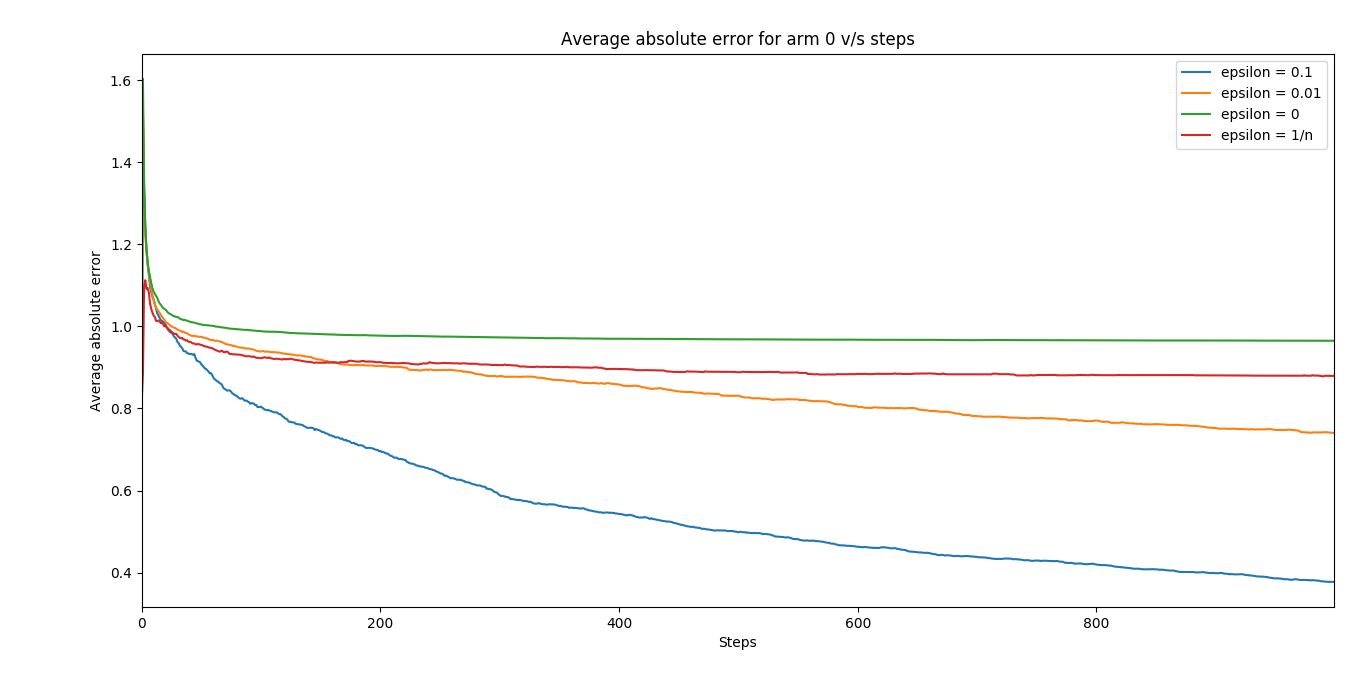 Average absolute error for arm 0 v/s steps
epsilon = 0.1
epsilon = 0.01
epsilon = 0
epsilon = 1/n
Average absolute error
1.6
1.4
1.2
1.0
0.8
0.6
0.4
0
200
400
600
800
Steps